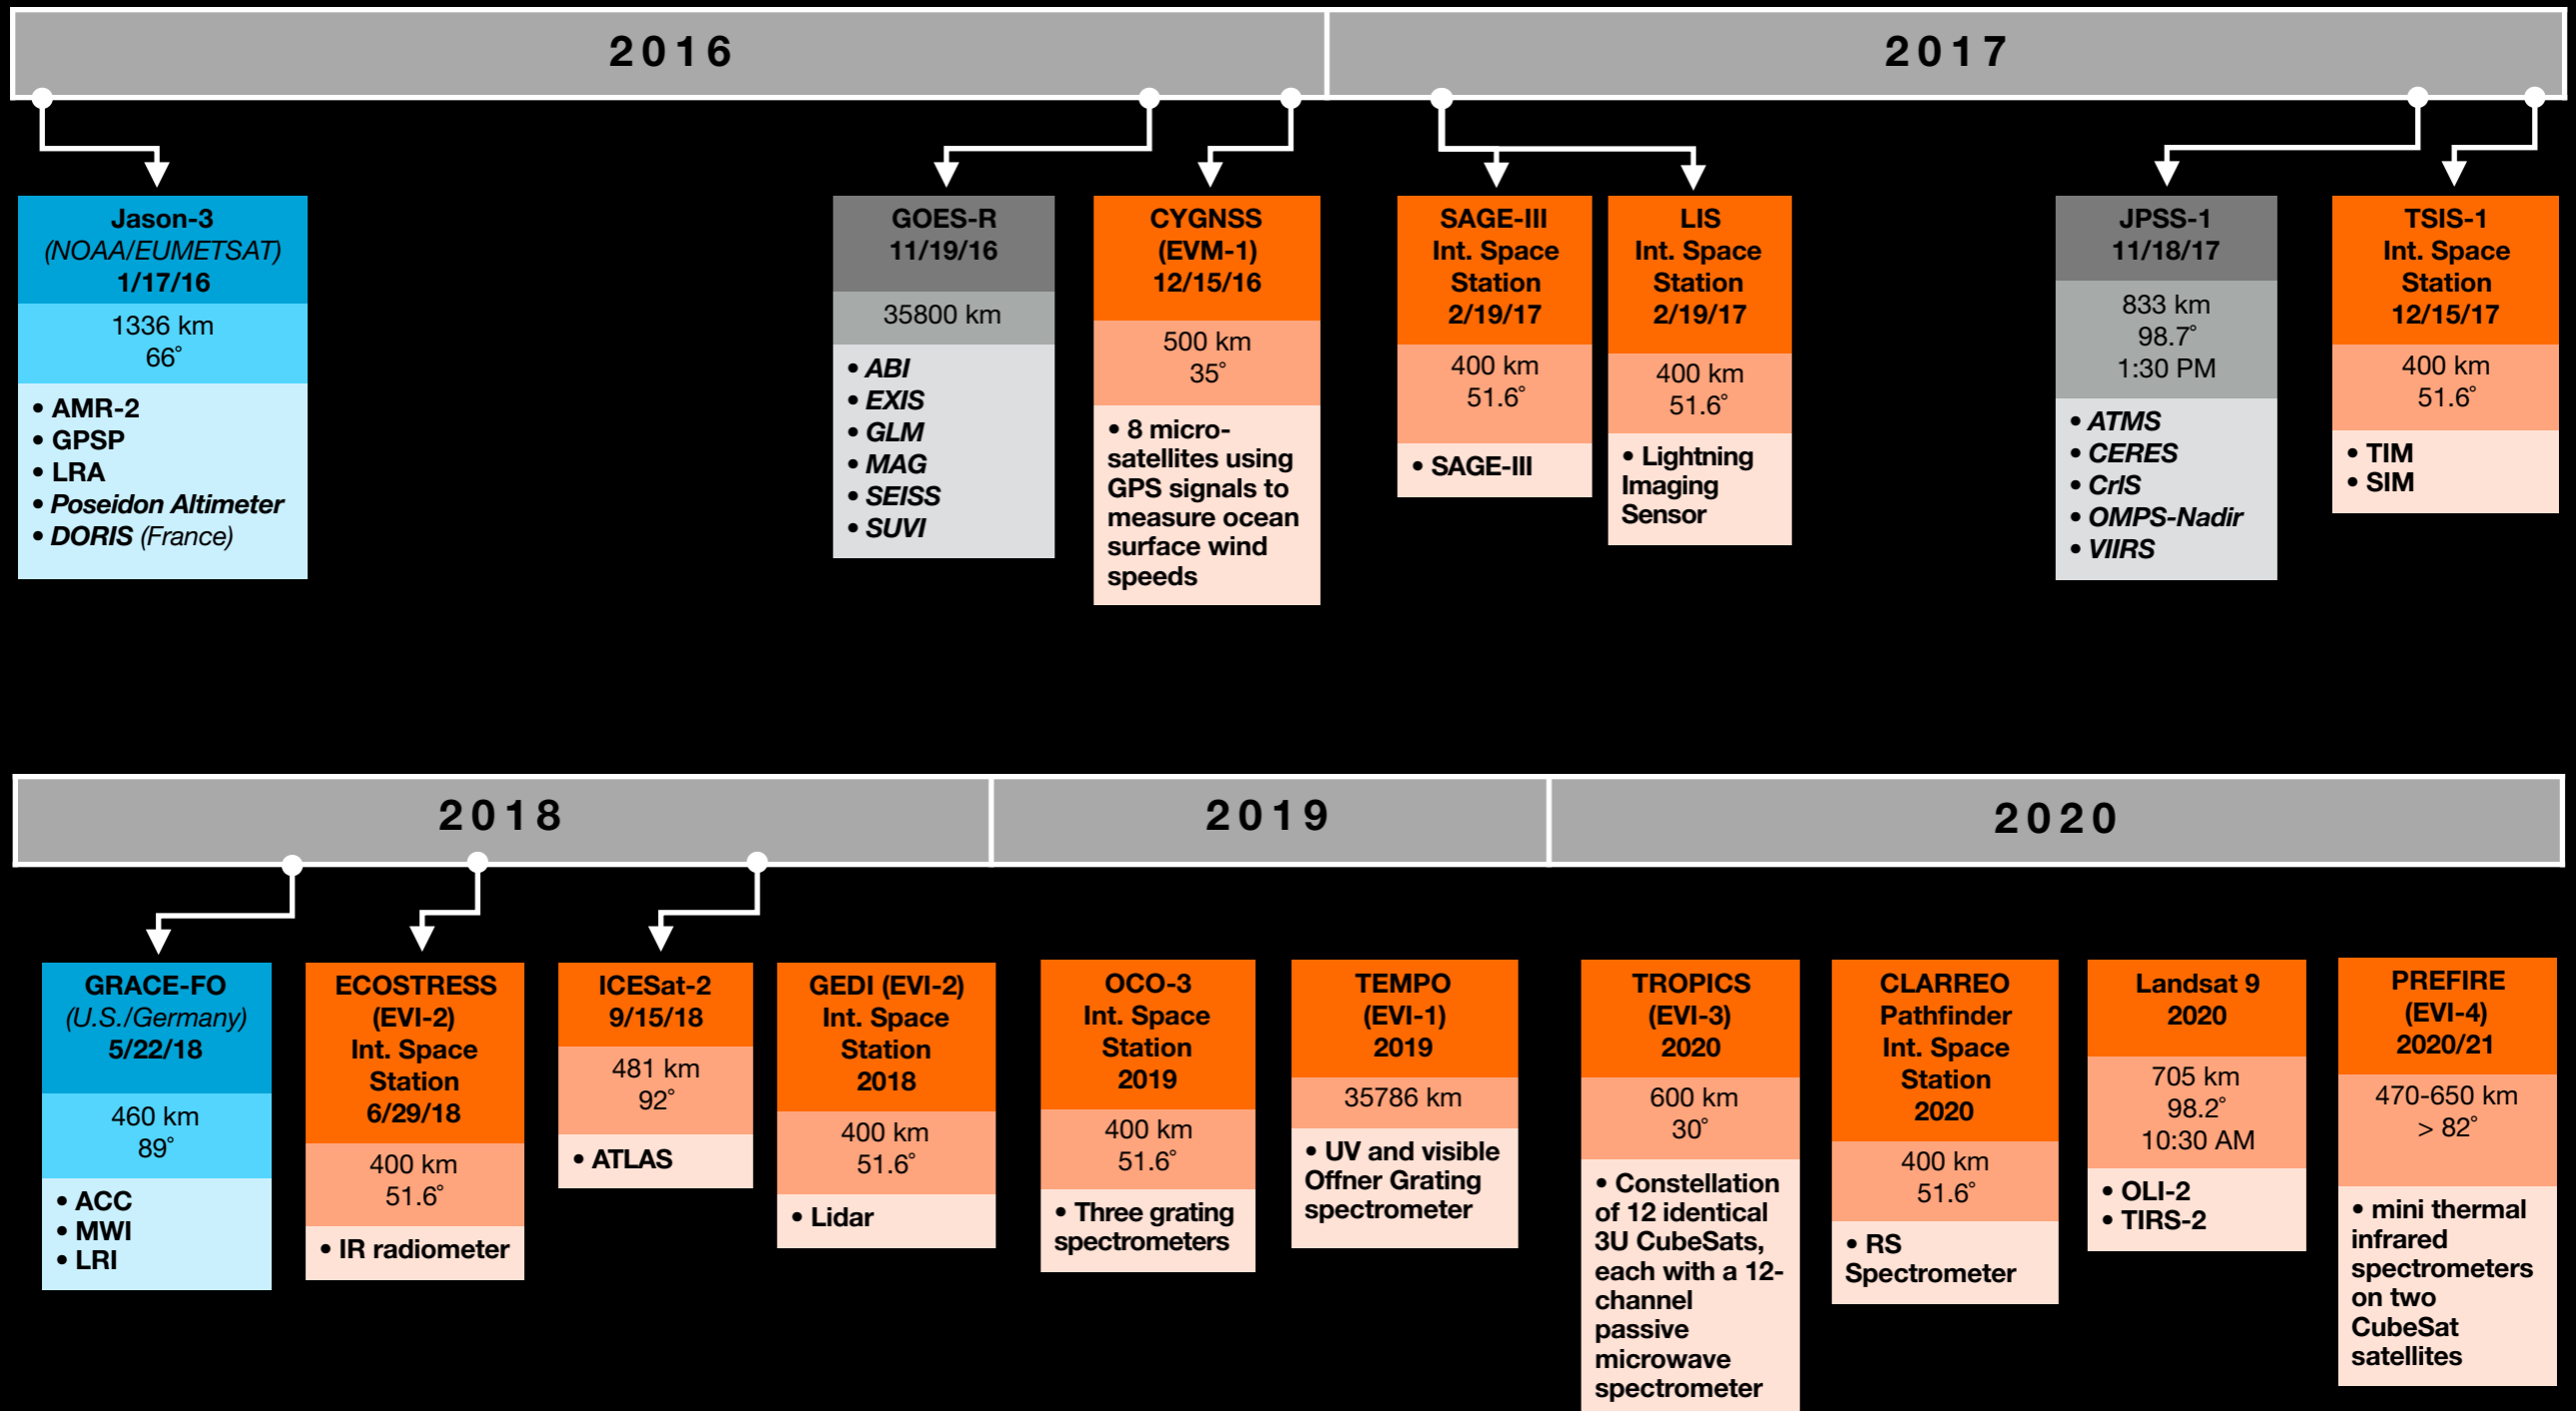 2016
2017
Jason-3
(NOAA/EUMETSAT)
1/17/16
1336 km
66°
• AMR-2
• GPSP
• LRA
• Poseidon Altimeter
• DORIS (France)
GOES-R
11/19/16
35800 km
• ABI
• EXIS
• GLM
• MAG
• SEISS
• SUVI
CYGNSS
(EVM-1)
12/15/16
500 km
35°
• 8 micro-
satellites using
GPS signals to
measure ocean
surface wind
speeds
SAGE-III
Int. Space
Station
2/19/17
400 km
51.6°
• SAGE-III
LIS
Int. Space
Station
2/19/17
400 km
51.6°
• Lightning
Imaging
Sensor
JPSS-1
11/18/17
833 km
98.7°
1:30 PM
• ATMS
• CERES
• CrIS
• OMPS-Nadir
• VIIRS
TSIS-1
Int. Space
Station
12/15/17
400 km
51.6°
• TIM
• SIM
2018
2019
2020
GRACE-FO
(U.S./Germany)
5/22/18
460 km
89°
• ACC
• MWI
• LRI
ECOSTRESS
(EVI-2)
Int. Space
Station
6/29/18
400 km
51.6°
• IR radiometer
ICESat-2
9/15/18
481 km
92°
• ATLAS
GEDI (EVI-2)
Int. Space
Station
2018
400 km
51.6°
• Lidar
OCO-3
Int. Space
Station
2019
400 km
51.6°
• Three grating
spectrometers
TEMPO
(EVI-1)
2019
35786 km
• UV and visible
Offner Grating
spectrometer
TROPICS
(EVI-3)
2020
600 km
30°
• Constellation
of 12 identical
3U CubeSats,
each with a 12-
channel
passive
microwave
spectrometer
CLARREO
Pathfinder
Int. Space
Station
2020
400 km
51.6°
• RS
Spectrometer
Landsat 9
2020
705 km
98.2°
10:30 AM
• OLI-2
• TIRS-2
PREFIRE
(EVI-4)
2020/21
470-650 km
> 82°
• mini thermal
infrared
spectrometers
on two
CubeSat
satellites